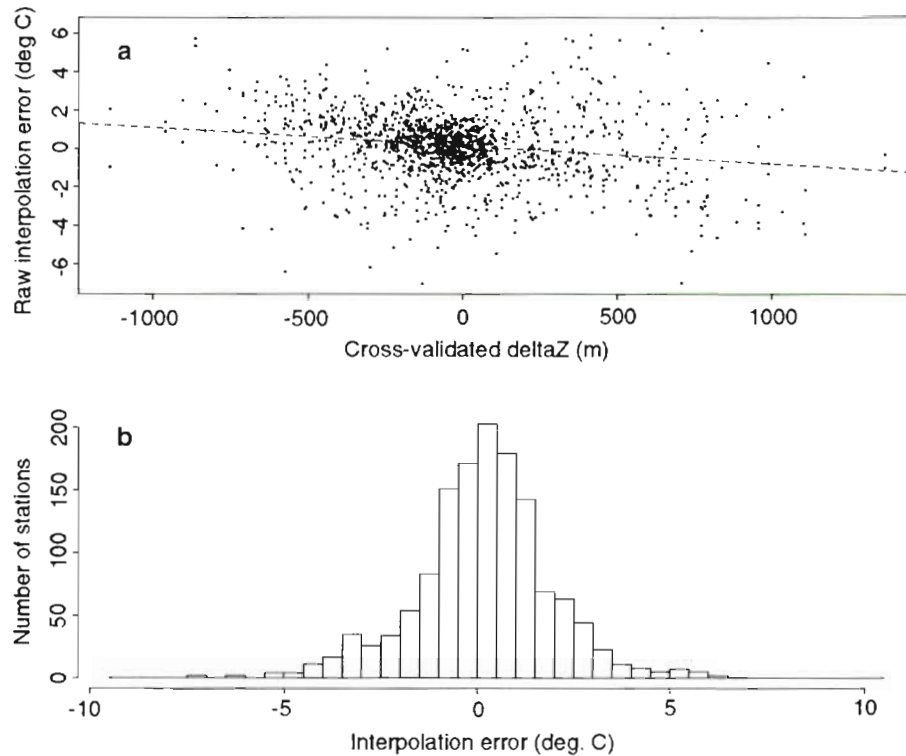 a
Raw interpolation error (deg C)
6
4
2
0
-2
-4
-6
-1000 -500 0 500 1000
Cross-validated deltaZ (m)
b
Number of stations
200
150
100
50
0
-10 -5 0 5 10
Interpolation error (deg. C)